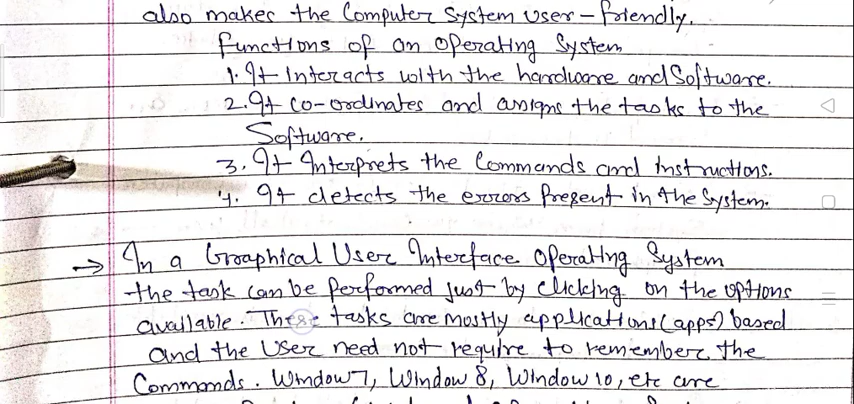 also makes the Computer System User-friendly.
Functions of an Operating System
1. It Interacts with the hardware and Software.
2. It Co-ordinates and assigns the tasks to the
Software.
3. It Interprets the Commands and Instructions.
4. It detects the errors Present in the System.
→ In a Graphical User Interface Operating System
the task can be Performed Just by clicking on the options
available. These tasks are mostly applications (apps) based
and the User need not require to remember the
Commands. Window 7, Window 8, Window 10, etc are